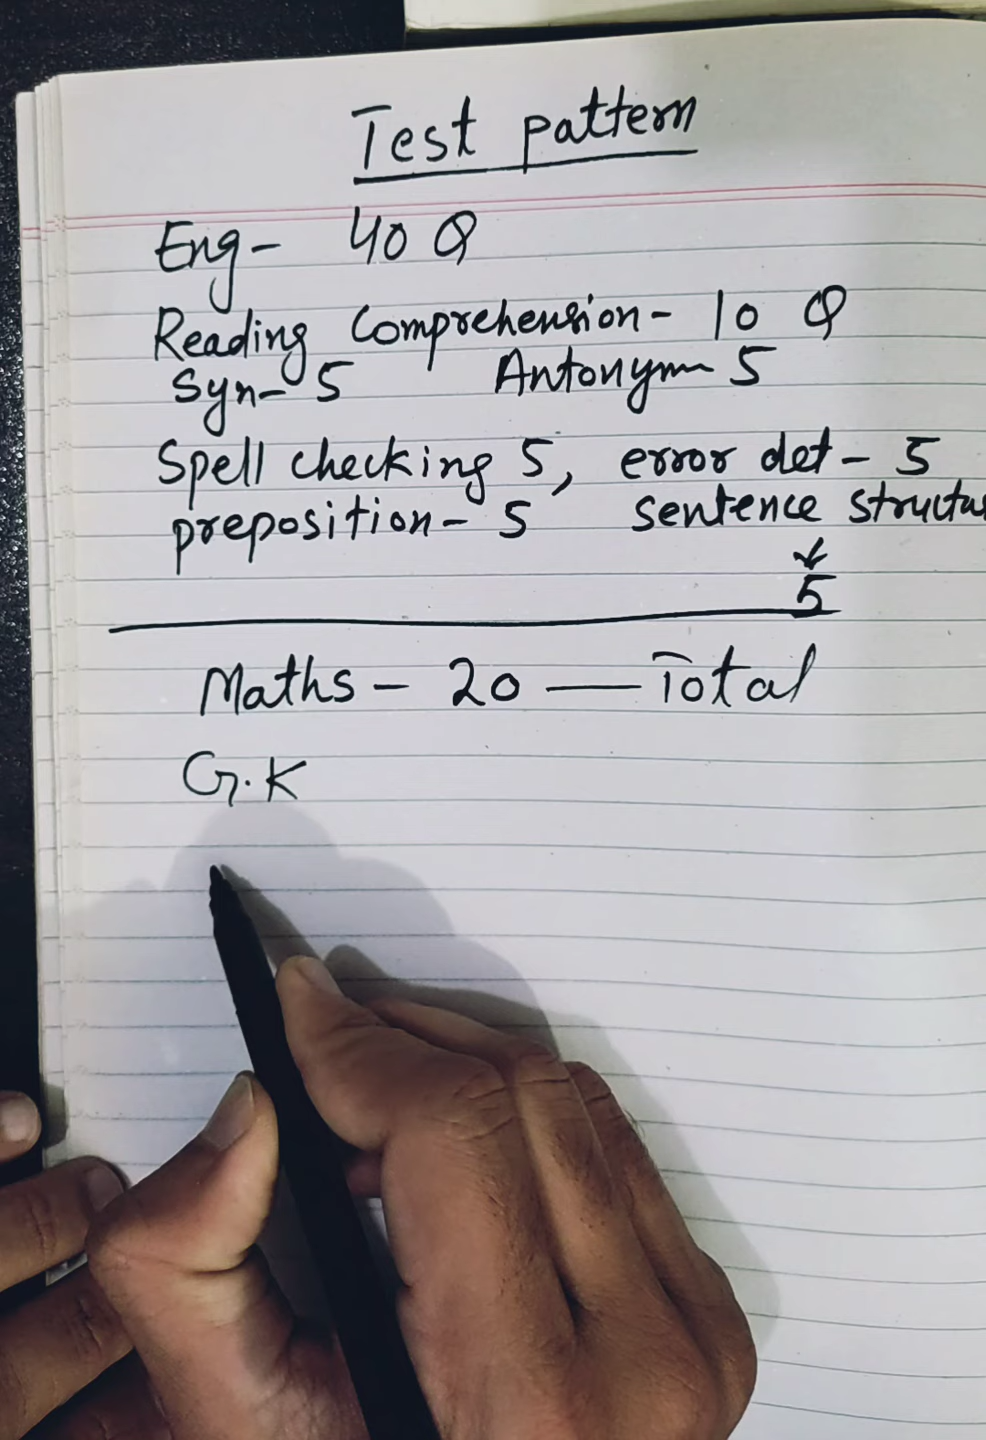 Test pattern
Eng- 40 Q
Reading Comprehension- 10 Q
Syn- 5 Antonym- 5
Spell checking 5, error det- 5
preposition- 5 sentence structu
5
Maths - 20 — Total
G.K